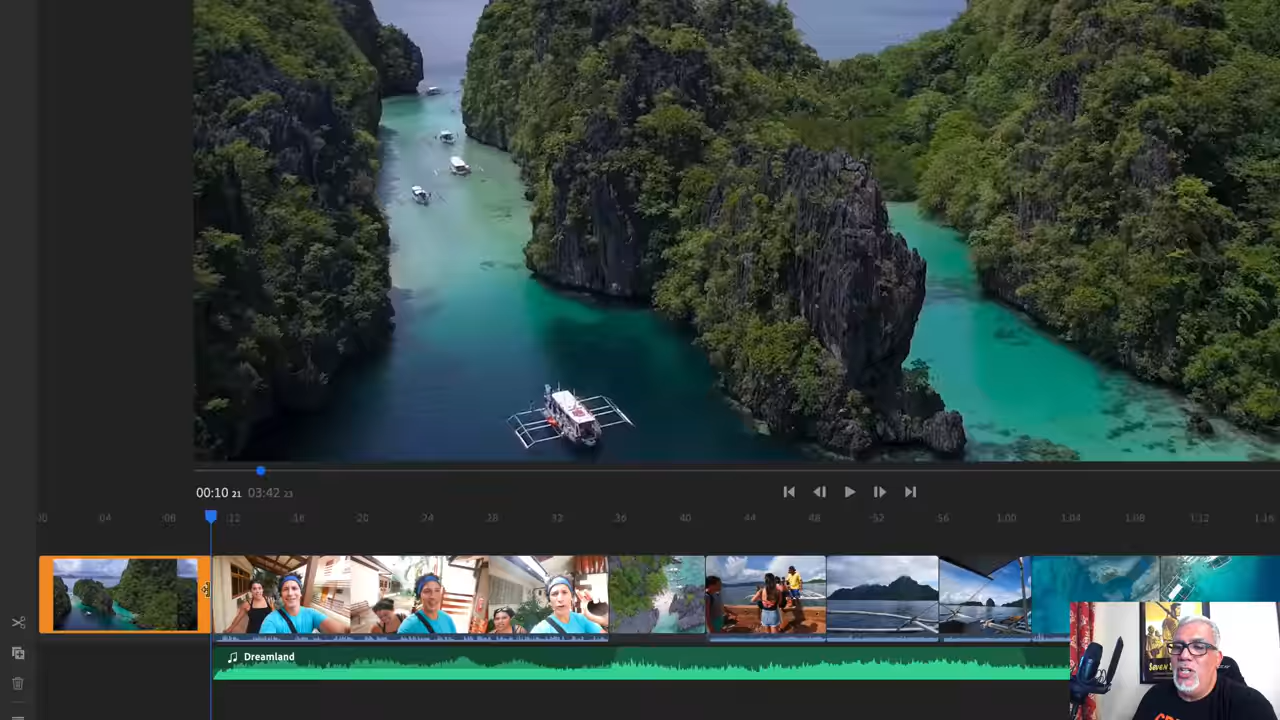 00:10 21 03:42 23
:00 :04 :08 :12 :16 :20 :24 :28 :32 :36 :40 :44 :48 :52 :56 1:00 1:04 1:08 1:12 1:16
Dreamland
SEVEN